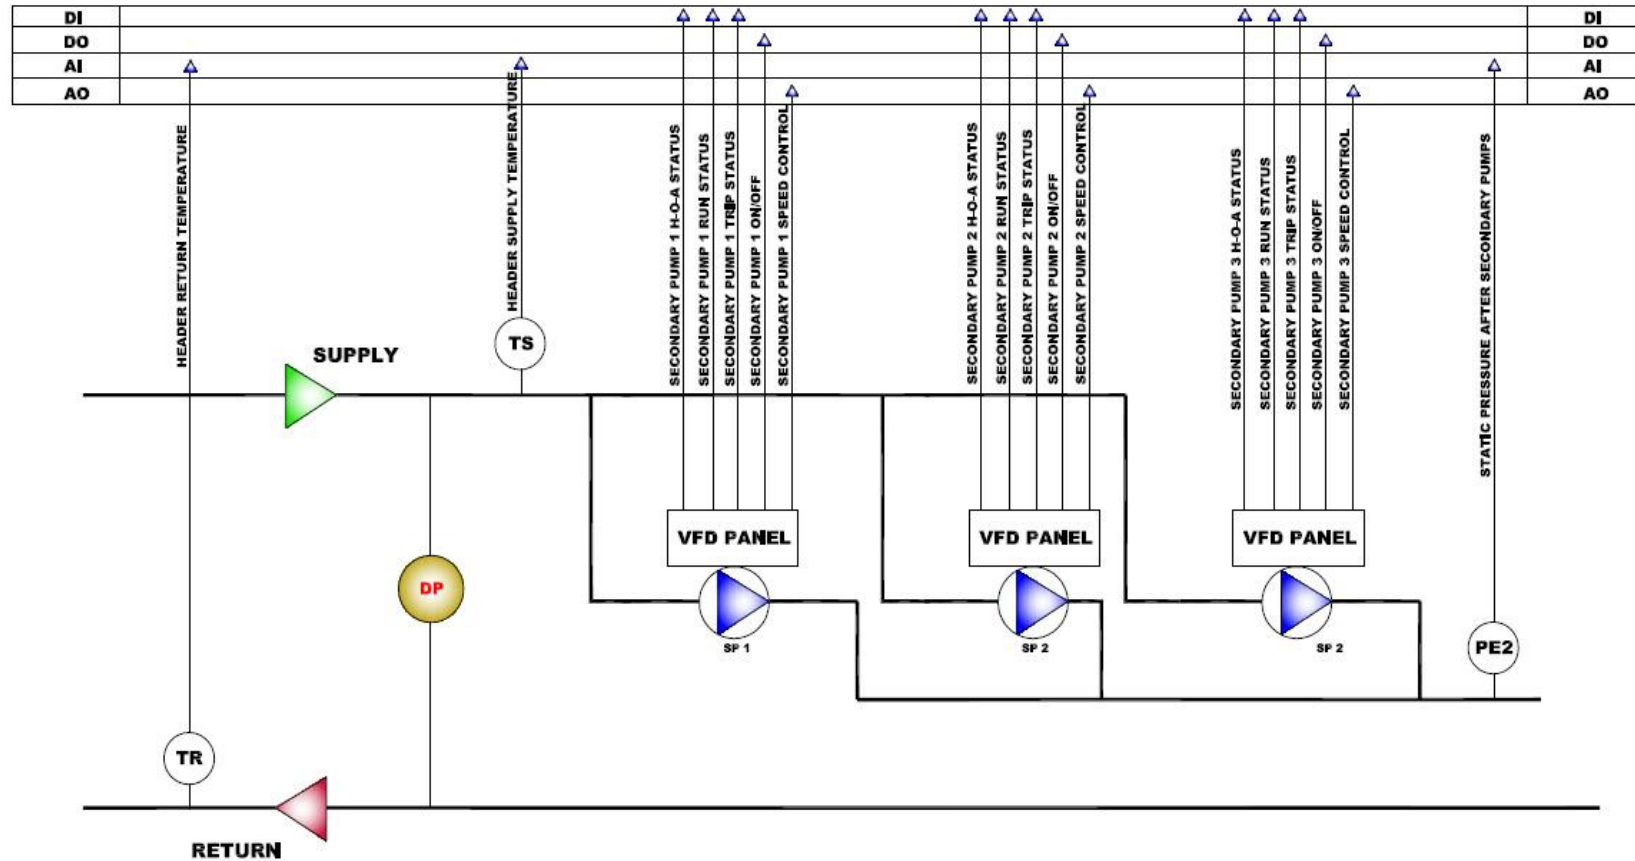 DI
DO
AI
AO
DI
DO
AI
AO
HEADER RETURN TEMPERATURE
HEADER SUPPLY TEMPERATURE
SECONDARY PUMP 1 H-O-A STATUS
SECONDARY PUMP 1 RUN STATUS
SECONDARY PUMP 1 TRIP STATUS
SECONDARY PUMP 1 ON/OFF
SECONDARY PUMP 1 SPEED CONTROL
SECONDARY PUMP 2 H-O-A STATUS
SECONDARY PUMP 2 RUN STATUS
SECONDARY PUMP 2 TRIP STATUS
SECONDARY PUMP 2 ON/OFF
SECONDARY PUMP 2 SPEED CONTROL
SECONDARY PUMP 3 H-O-A STATUS
SECONDARY PUMP 3 RUN STATUS
SECONDARY PUMP 3 TRIP STATUS
SECONDARY PUMP 3 ON/OFF
SECONDARY PUMP 3 SPEED CONTROL
STATIC PRESSURE AFTER SECONDARY PUMPS
SUPPLY
TS
VFD PANEL
VFD PANEL
VFD PANEL
DP
SP 1
SP 2
SP 2
PE2
TR
RETURN